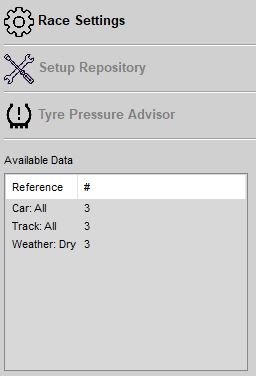 Race Settings
Setup Repository
Tyre Pressure Advisor
Available Data
Reference #
Car: All 3
Track: All 3
Weather: Dry 3